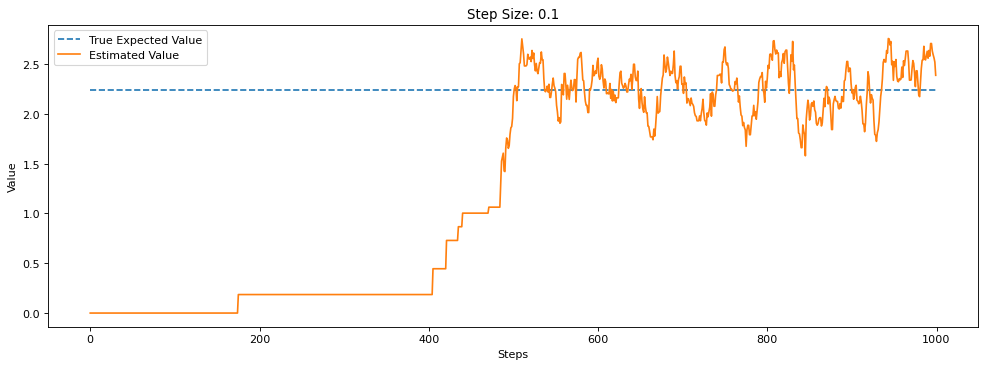 Step Size: 0.1
True Expected Value
Estimated Value
2.5
2.0
1.5
1.0
0.5
0.0
Value
0 200 400 600 800 1000
Steps